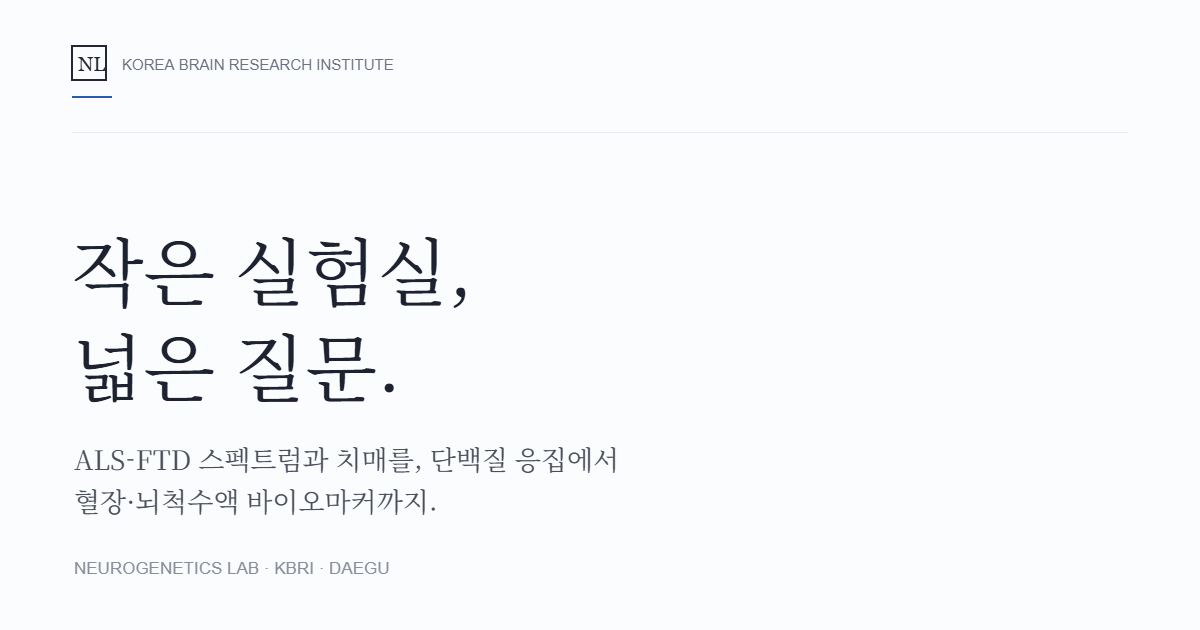 NL KOREA BRAIN RESEARCH INSTITUTE
작은 실험실,
넓은 질문.
ALS-FTD 스펙트럼과 치매를, 단백질 응집에서
혈장·뇌척수액 바이오마커까지.
NEUROGENETICS LAB · KBRI · DAEGU